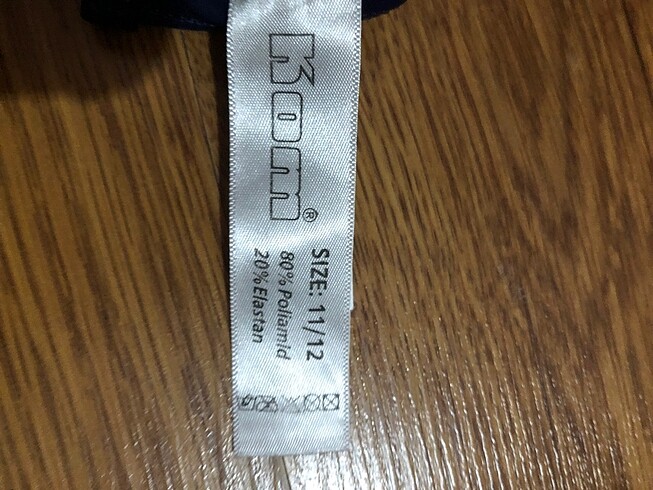 Kom®
SIZE: 11/12
80% Poliamid
20% Elastan